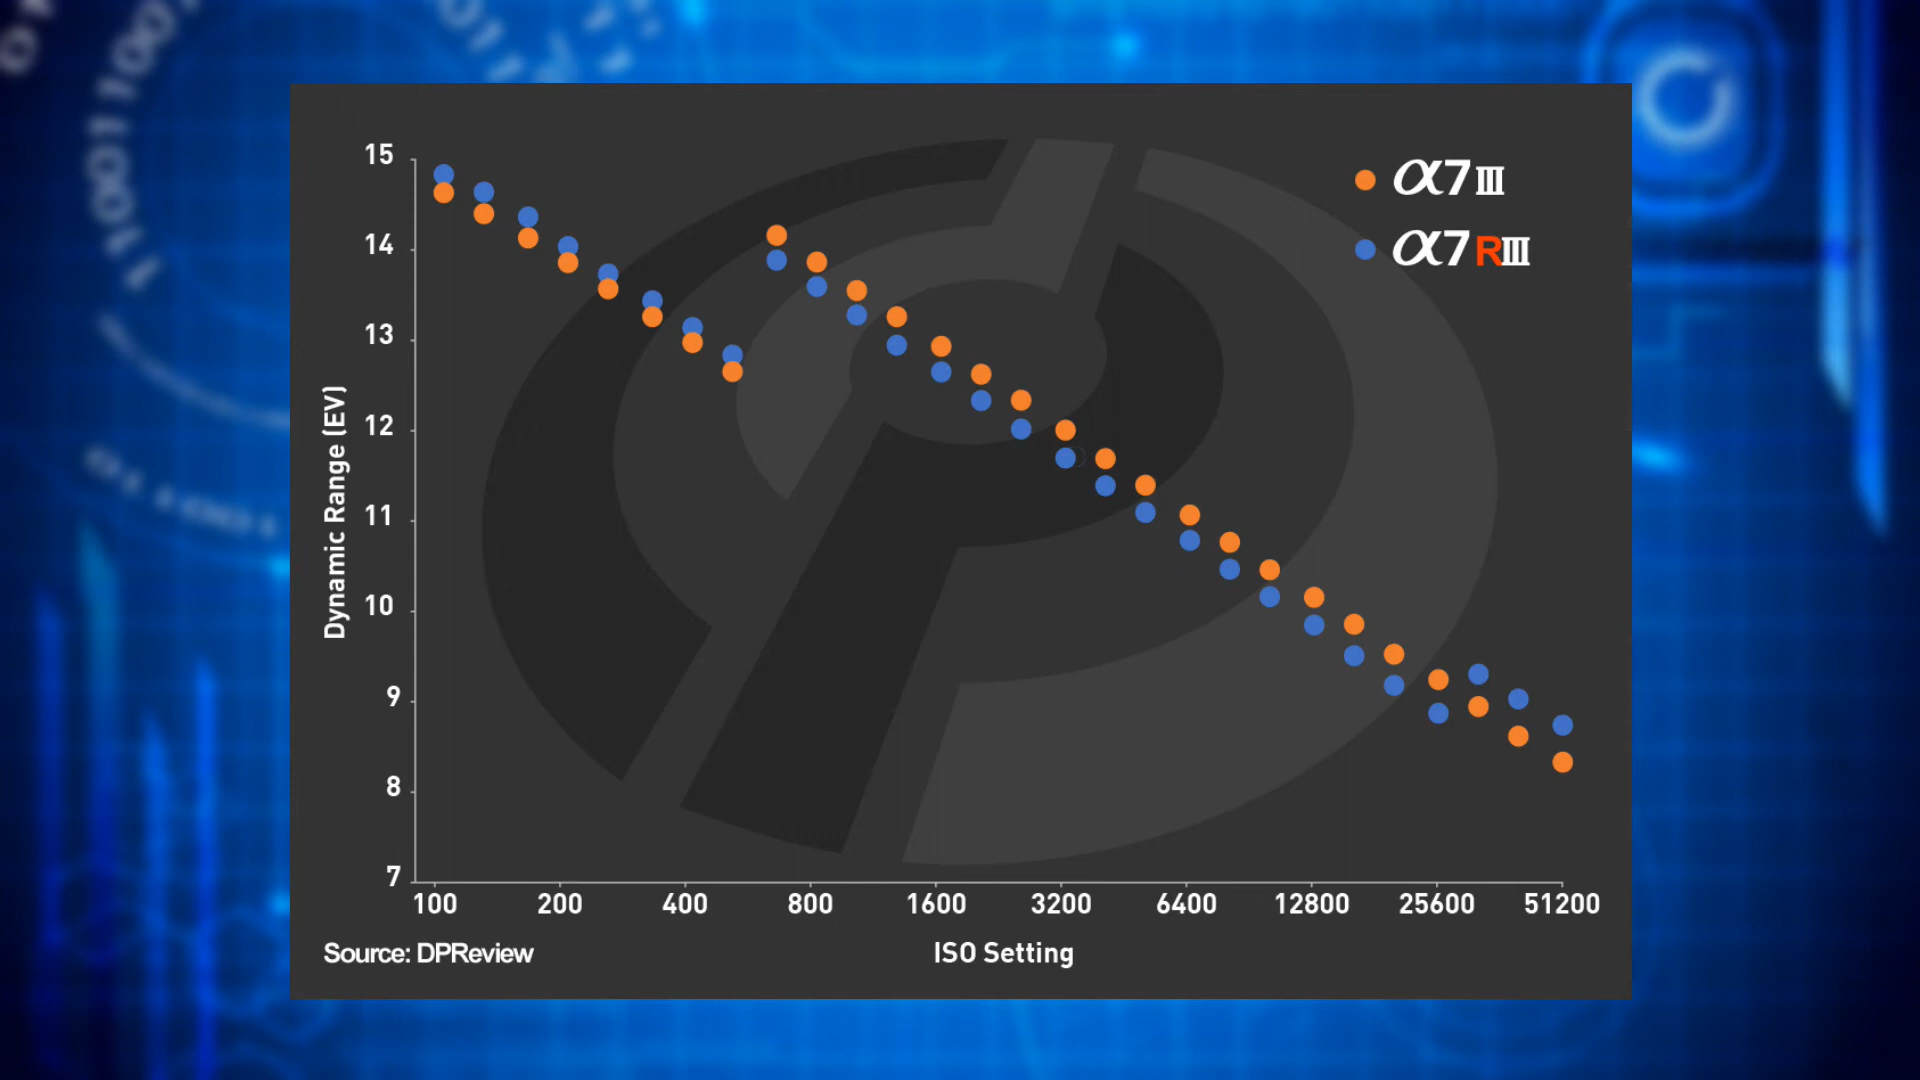 α7III
α7RIII
15
14
13
12
11
10
9
8
7
Dynamic Range (EV)
100 200 400 800 1600 3200 6400 12800 25600 51200
ISO Setting
Source: DPReview